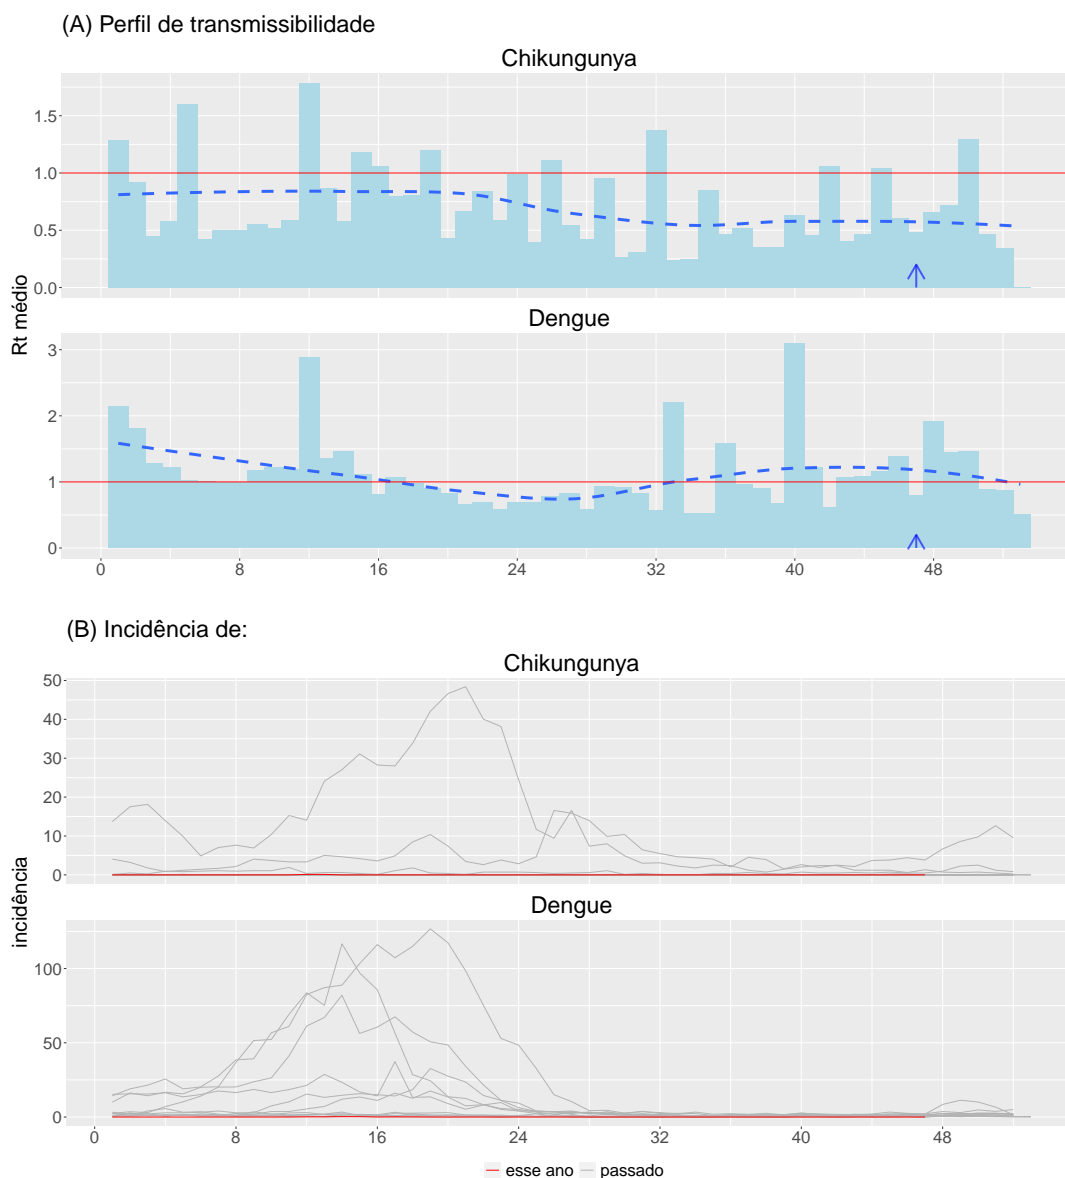 (A) Perfil de transmissibilidade
Chikungunya
1.5
1.0
0.5
0.0
Rt médio
Dengue
3
2
1
0
0 8 16 24 32 40 48
(B) Incidência de:
Chikungunya
50
40
30
20
10
0
incidência
Dengue
100
50
25
0
0 8 16 24 32 40 48
esse ano passado